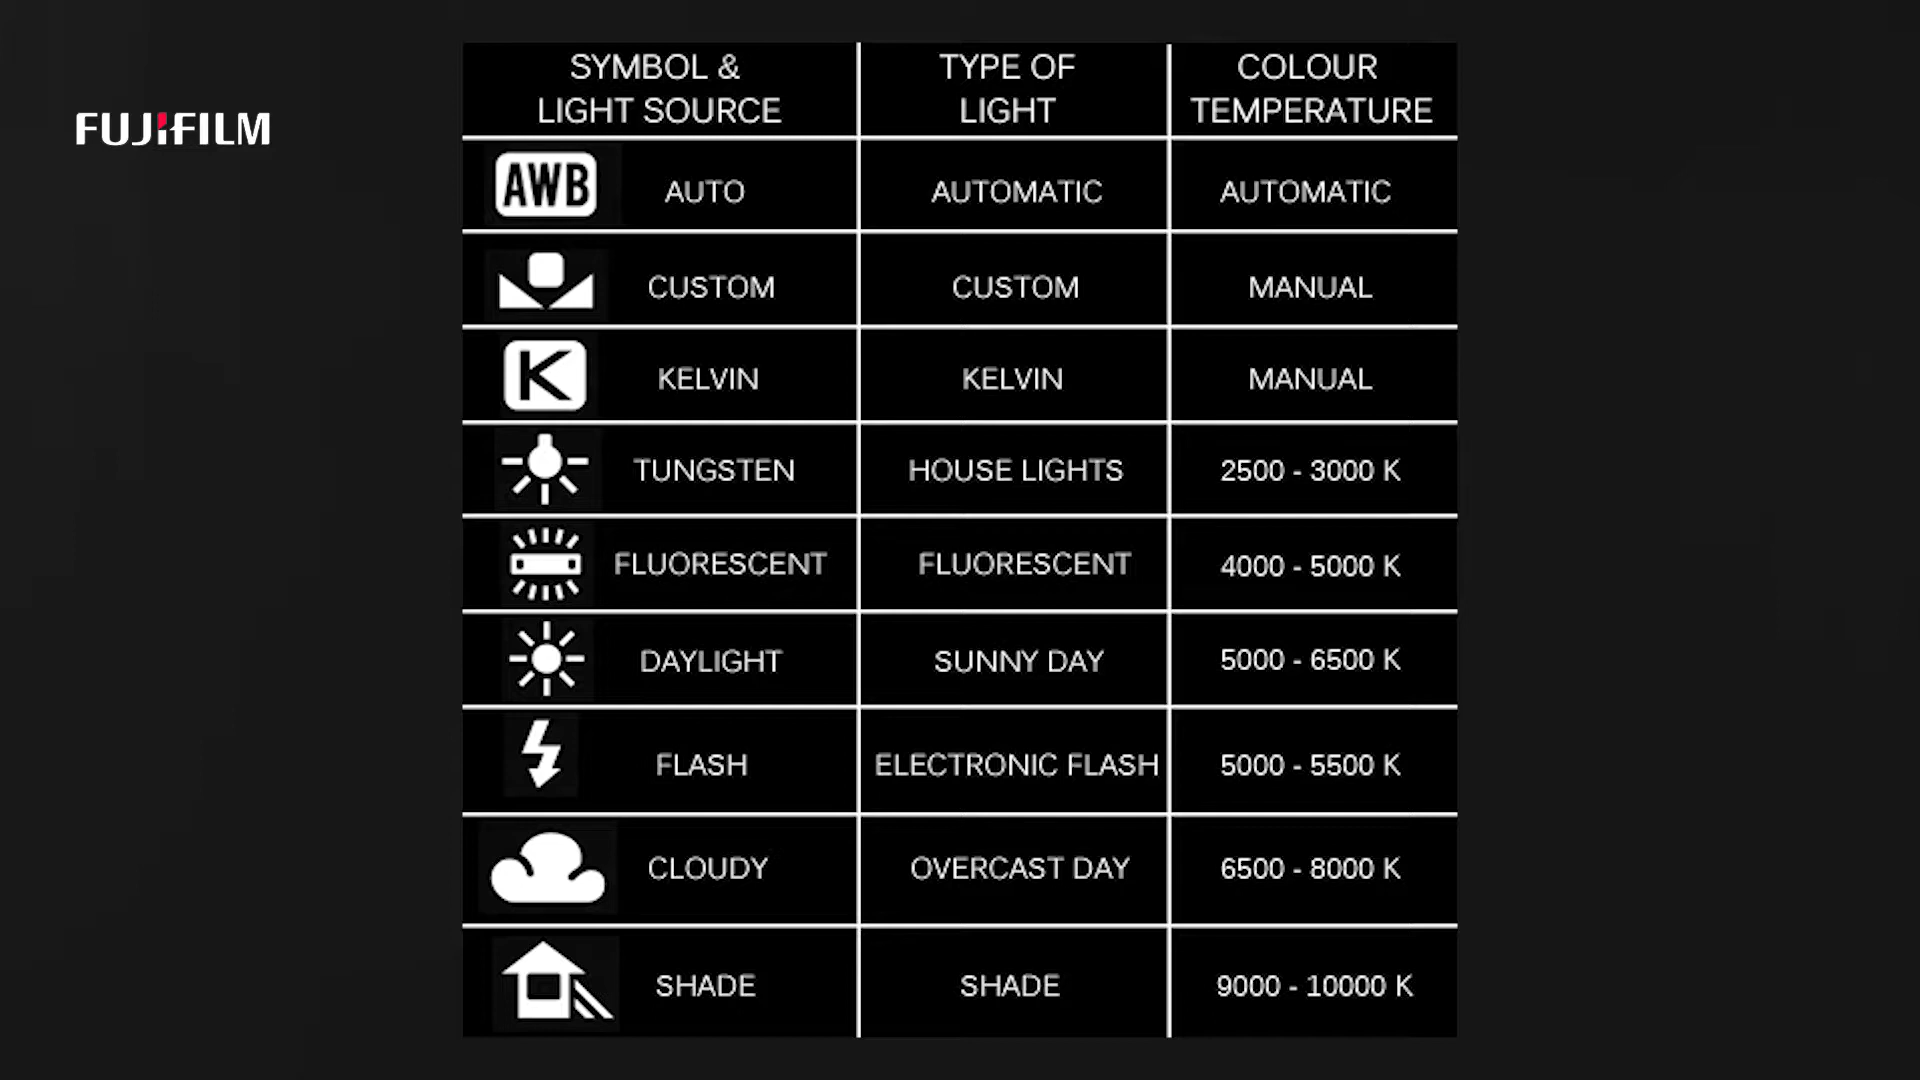 FUJIFILM
SYMBOL & LIGHT SOURCE
TYPE OF LIGHT
COLOUR TEMPERATURE
AWB AUTO AUTOMATIC AUTOMATIC
CUSTOM CUSTOM MANUAL
K KELVIN KELVIN MANUAL
TUNGSTEN HOUSE LIGHTS 2500 - 3000 K
FLUORESCENT FLUORESCENT 4000 - 5000 K
DAYLIGHT SUNNY DAY 5000 - 6500 K
FLASH ELECTRONIC FLASH 5000 - 5500 K
CLOUDY OVERCAST DAY 6500 - 8000 K
SHADE SHADE 9000 - 10000 K